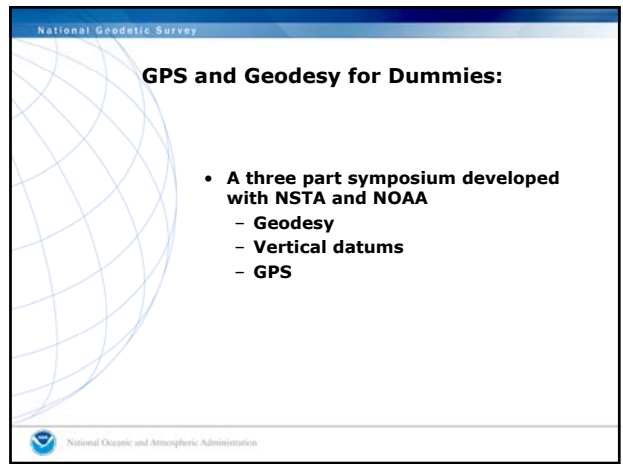 National Geodetic Survey
GPS and Geodesy for Dummies:
• A three part symposium developed
with NSTA and NOAA
– Geodesy
– Vertical datums
– GPS
National Oceanic and Atmospheric Administration